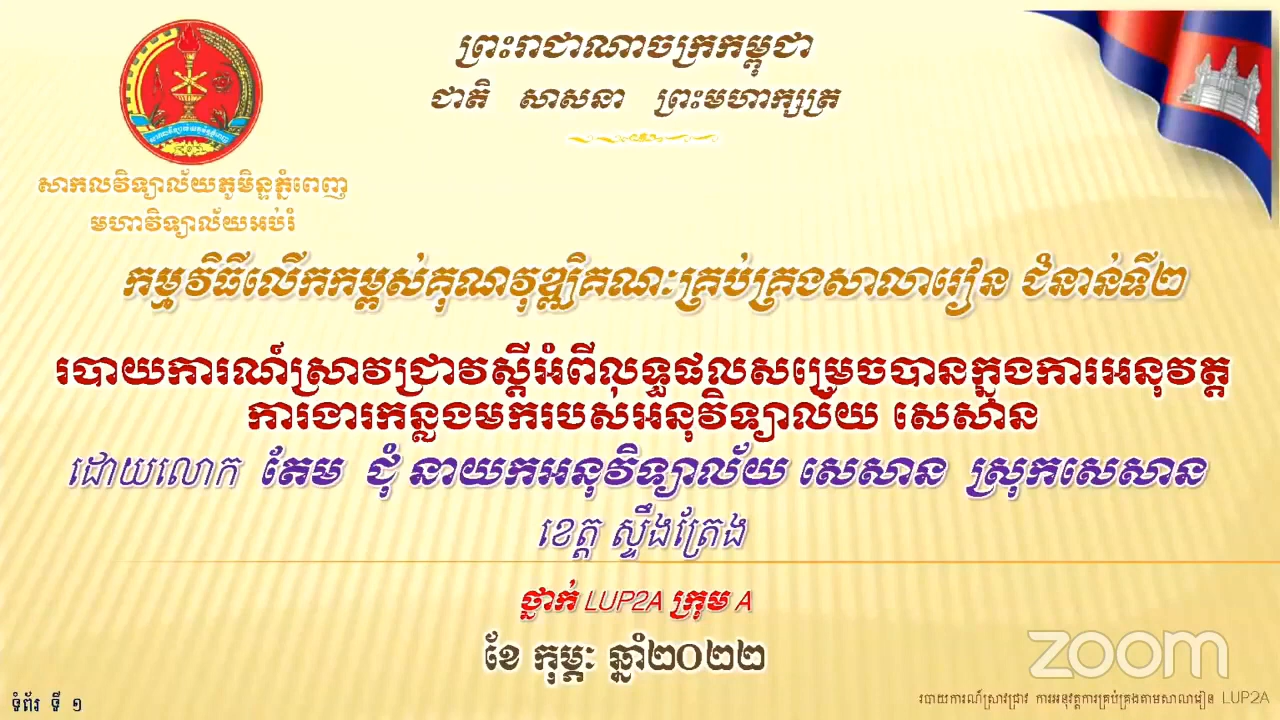 ព្រះរាជាណាចក្រកម្ពុជា
ជាតិ សាសនា ព្រះមហាក្សត្រ
សាកលវិទ្យាល័យភូមិន្ទភ្នំពេញ
មហាវិទ្យាល័យអប់រំ
កម្មវិធីលើកកម្ពស់គុណវុឌ្ឍិគណៈគ្រប់គ្រងសាលារៀន ជំនាន់ទី២
របាយការណ៍ស្រាវជ្រាវស្តីអំពីលុទ្ធផលសម្រេចបានក្នុងការអនុវត្ត
ការងារកន្លងមករបស់អនុវិទ្យាល័យ សេសាន
ដោយលោក តែម ជុំ នាយកអនុវិទ្យាល័យ សេសាន ស្រុកសេសាន
ខេត្ត ស្ទឹងត្រែង
ថ្នាក់ LUP2A ក្រុម A
ខែ កុម្ភៈ ឆ្នាំ២០២២
zoom
ទំព័រ ទី ១
របាយការណ៍ស្រាវជ្រាវ ការអនុវត្តការគ្រប់គ្រងតាមសាលារៀន LUP2A